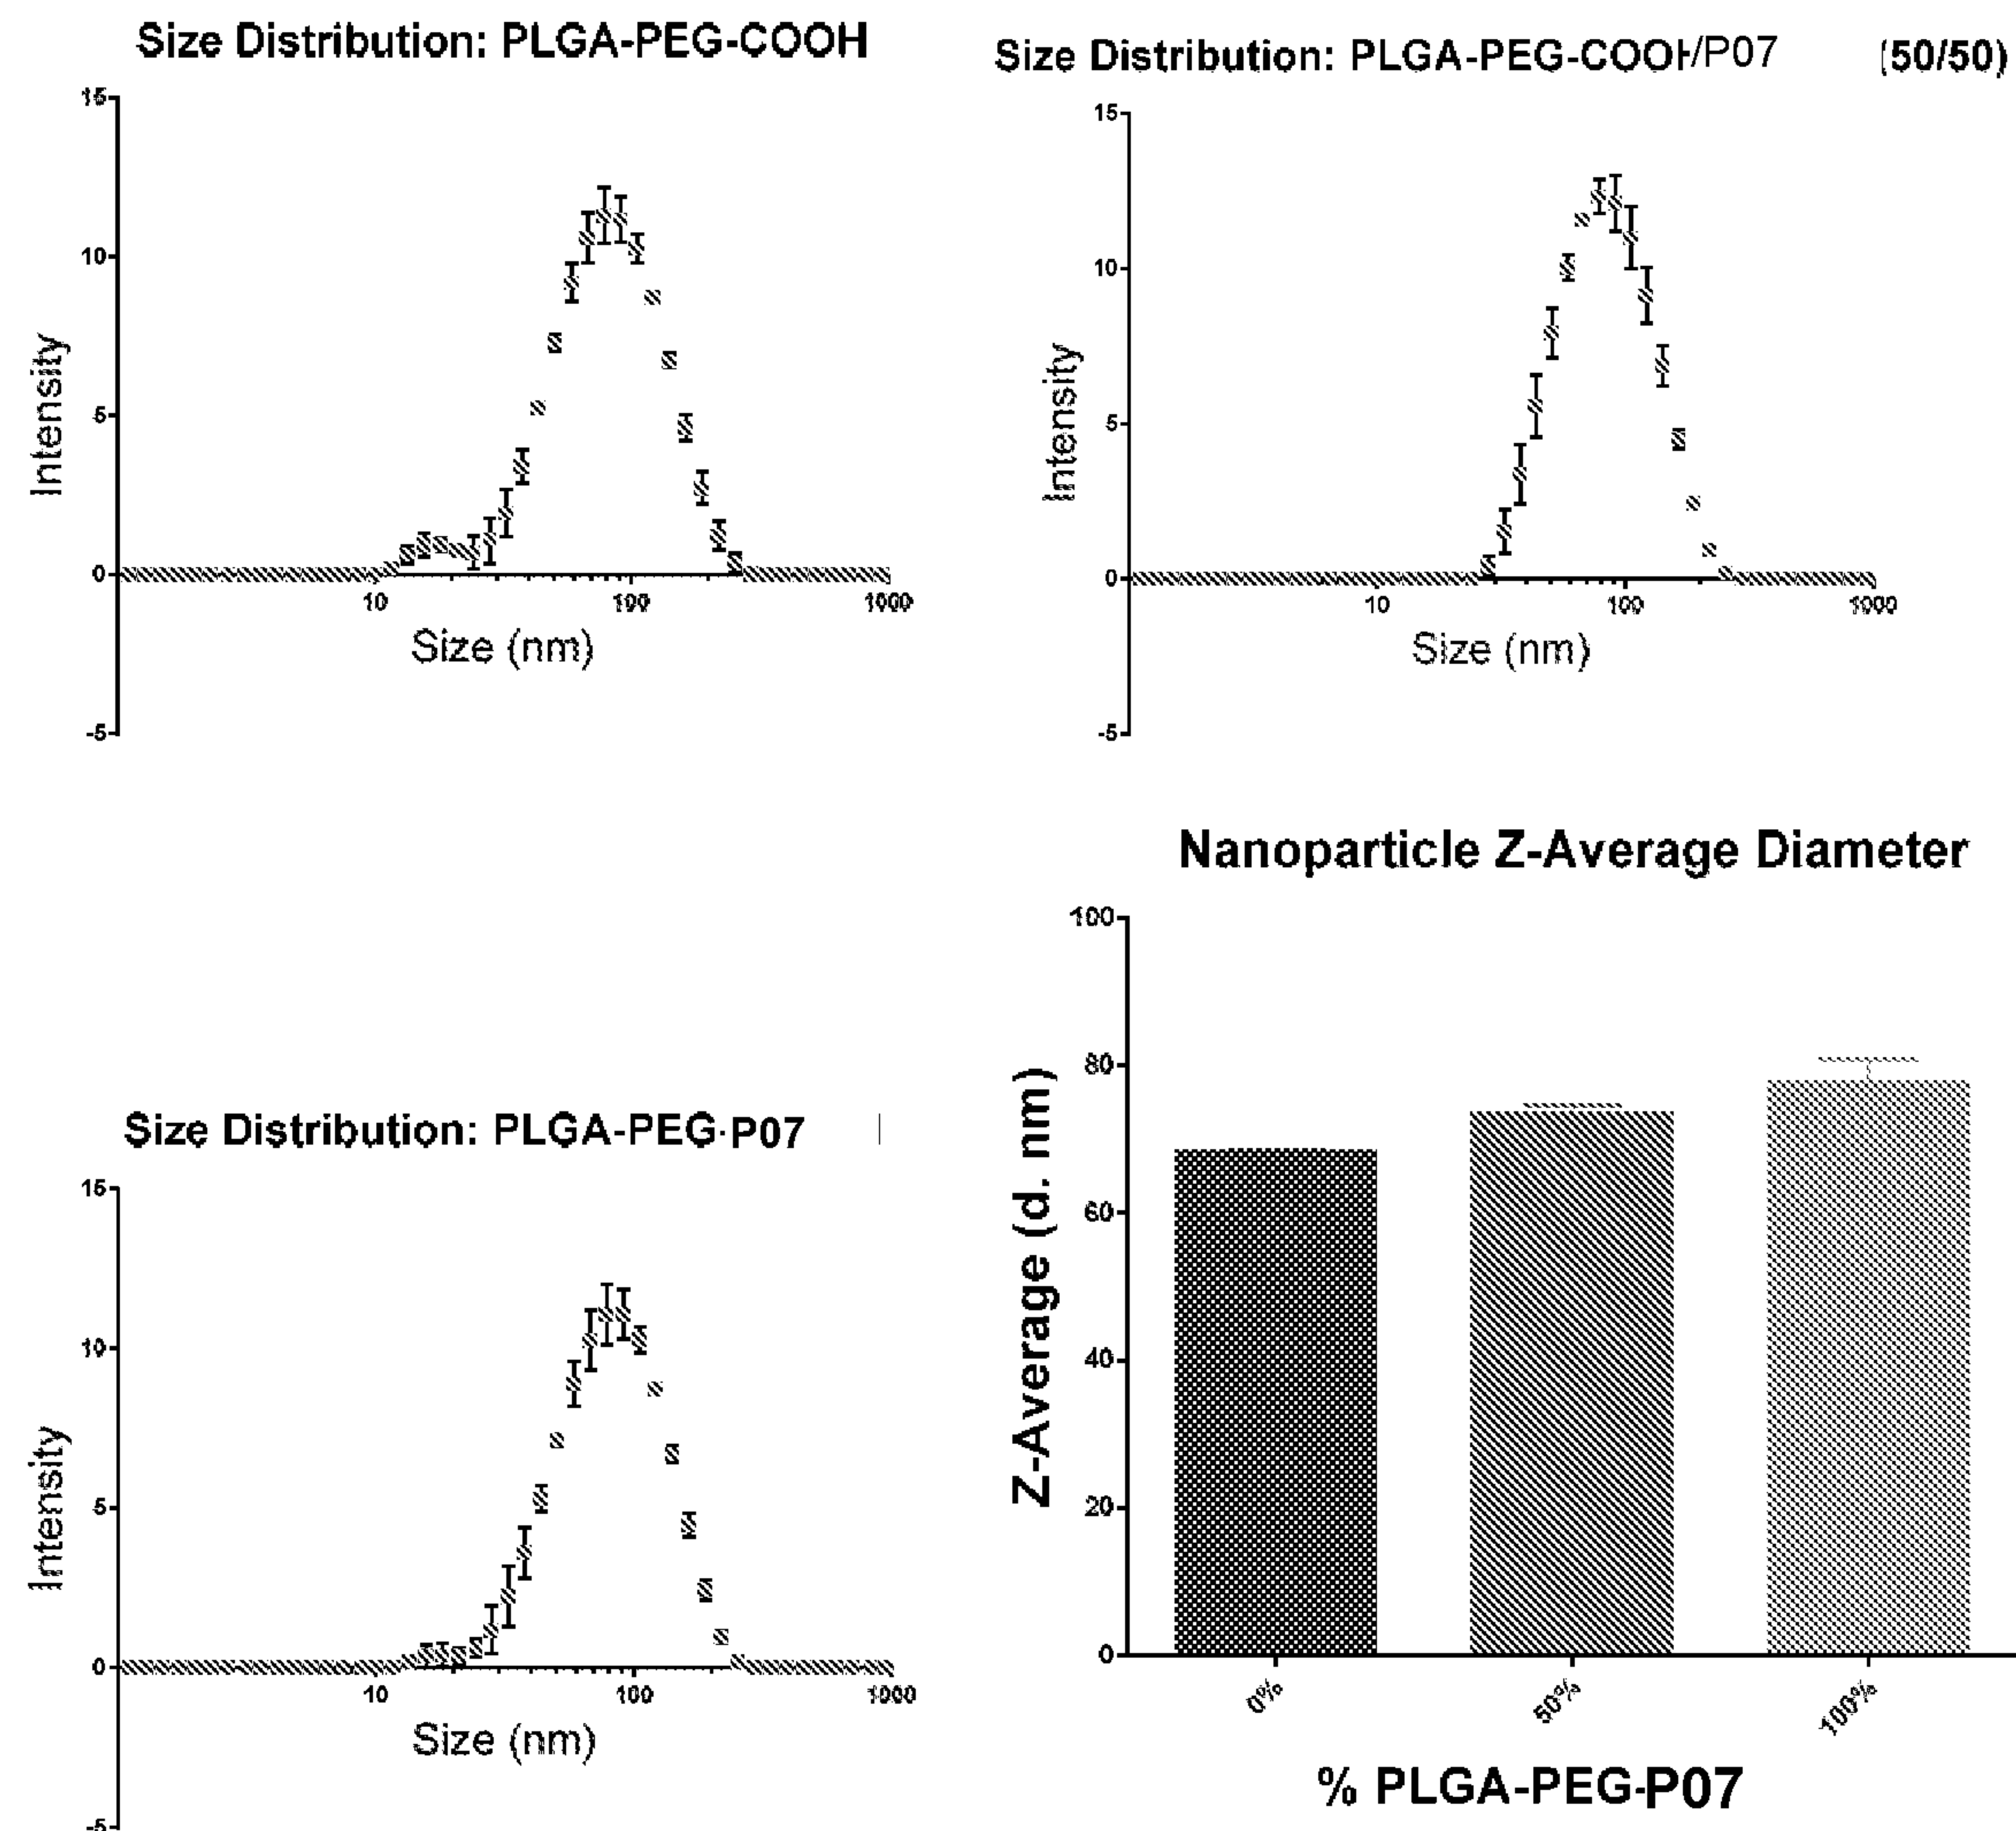 Size Distribution: PLGA-PEG-COOH
15
10
5
0
-5
Intensity
10
100
1000
Size (nm)
Size Distribution: PLGA-PEG-COOH/P07 (50/50)
15
10
5
0
-5
Intensity
10
100
1000
Size (nm)
Size Distribution: PLGA-PEG-P07
15
10
5
0
-5
Intensity
10
100
1000
Size (nm)
Nanoparticle Z-Average Diameter
100
80
60
40
20
0
Z-Average (d. nm)
0%
50%
100%
% PLGA-PEG-P07